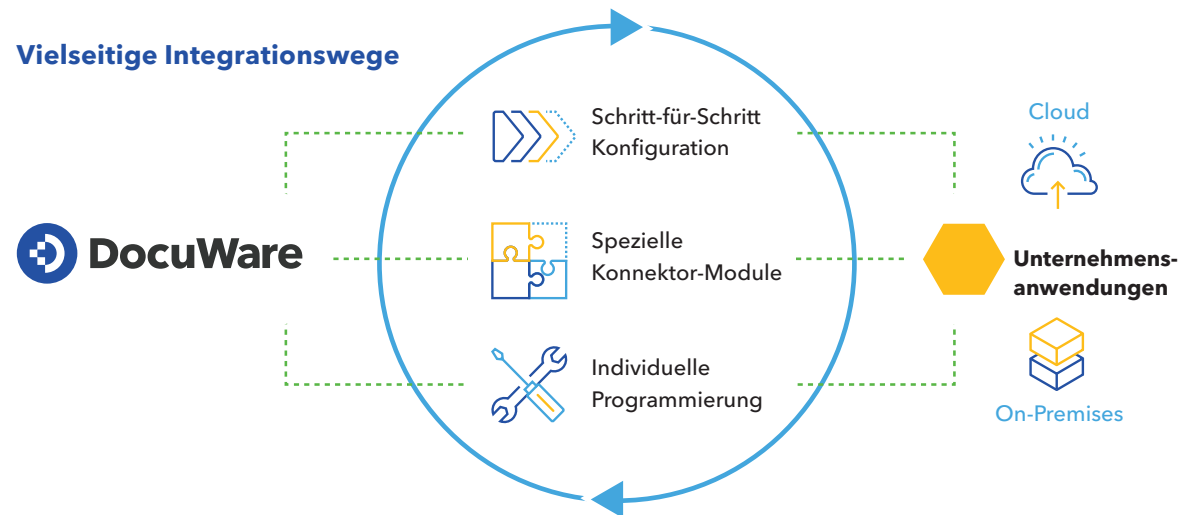 Vielseitige Integrationswege
Schritt-für-Schritt
Konfiguration
Cloud
DocuWare
Spezielle
Konnektor-Module
Unternehmens-
anwendungen
Individuelle
Programmierung
On-Premises